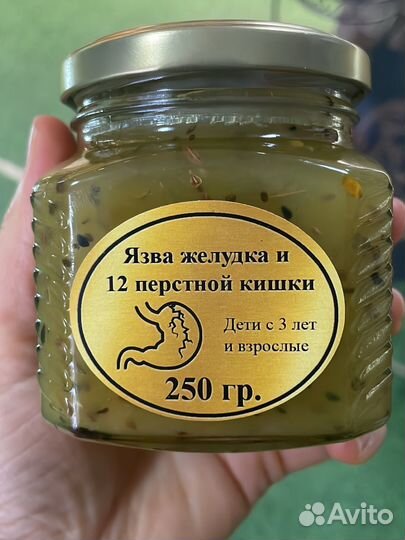 Язва желудка и
12 перстной кишки
Дети с 3 лет
и взрослые
250 гр.
Avito